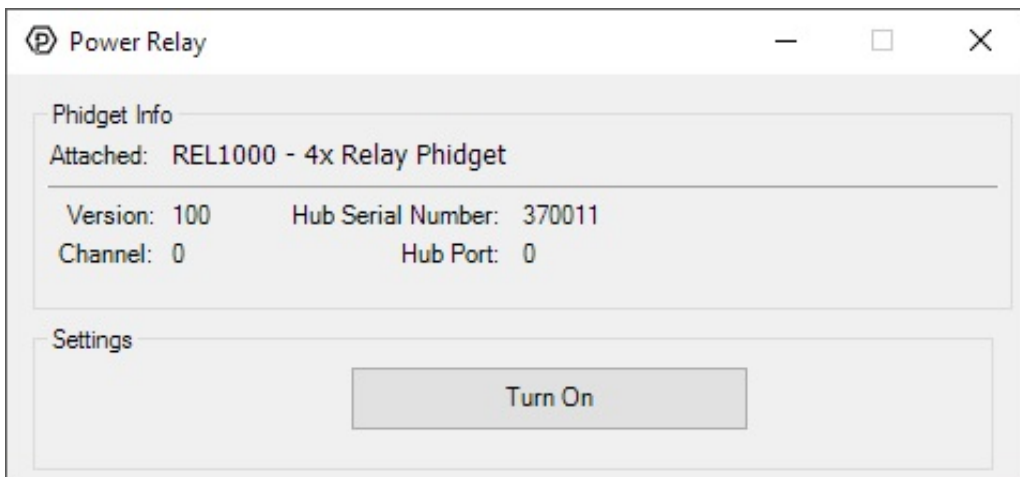 Power Relay
Phidget Info
Attached: REL1000 - 4x Relay Phidget
Version: 100 Hub Serial Number: 370011
Channel: 0 Hub Port: 0
Settings
Turn On